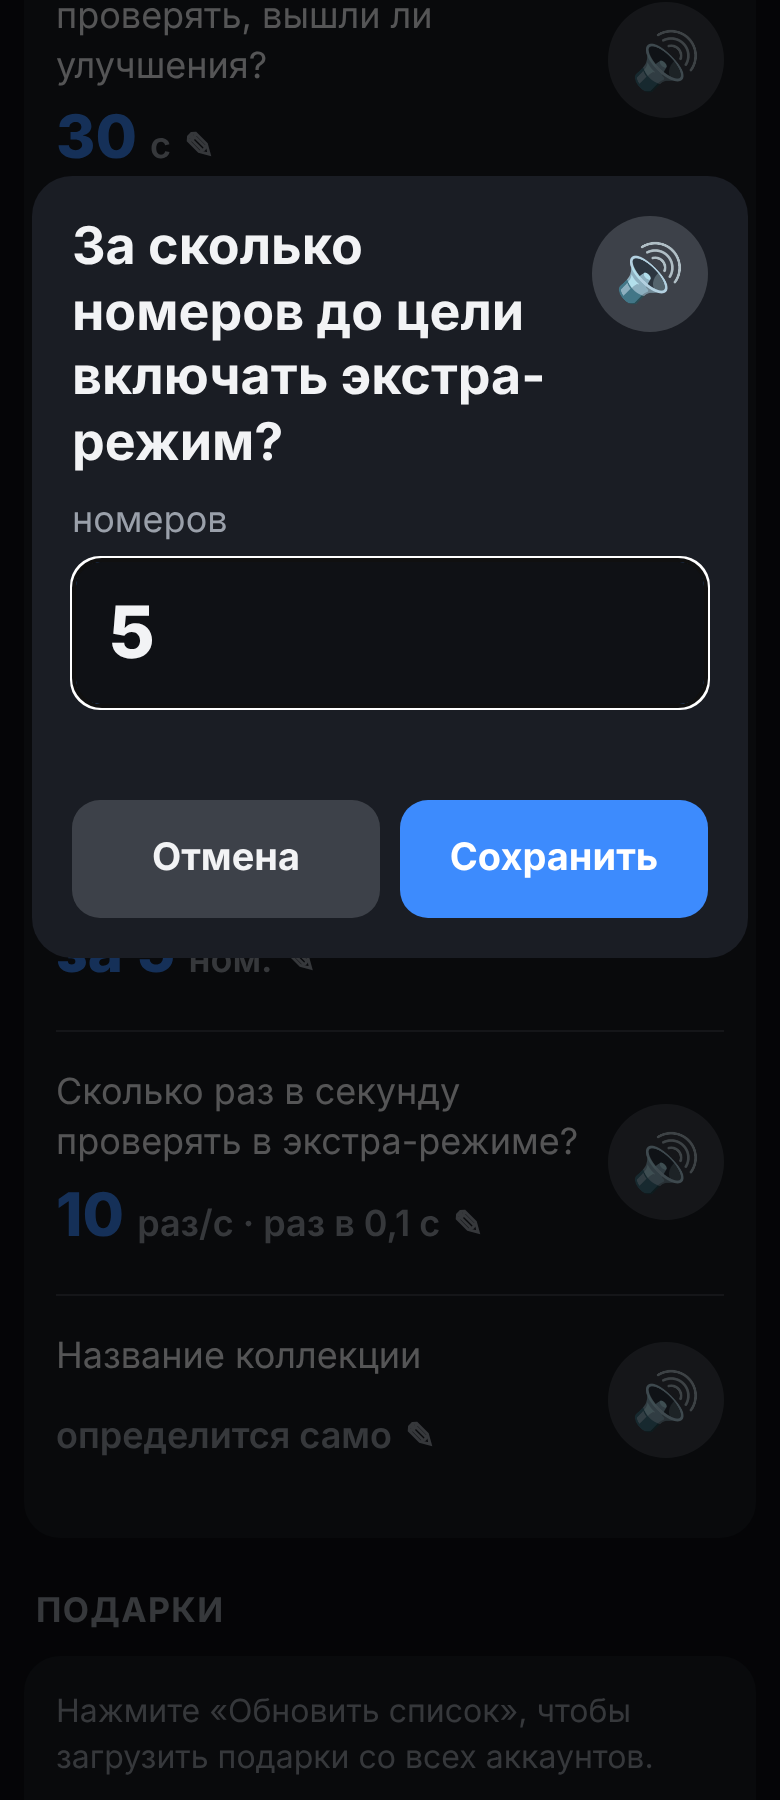 проверять, вышли ли
улучшения?
30 с
За сколько
номеров до цели
включать экстра-
режим?
номеров
5
Отмена
Сохранить
за 5 ном.
Сколько раз в секунду
проверять в экстра-режиме?
10 раз/с · раз в 0,1 с
Название коллекции
определится само
ПОДАРКИ
Нажмите «Обновить список», чтобы
загрузить подарки со всех аккаунтов.